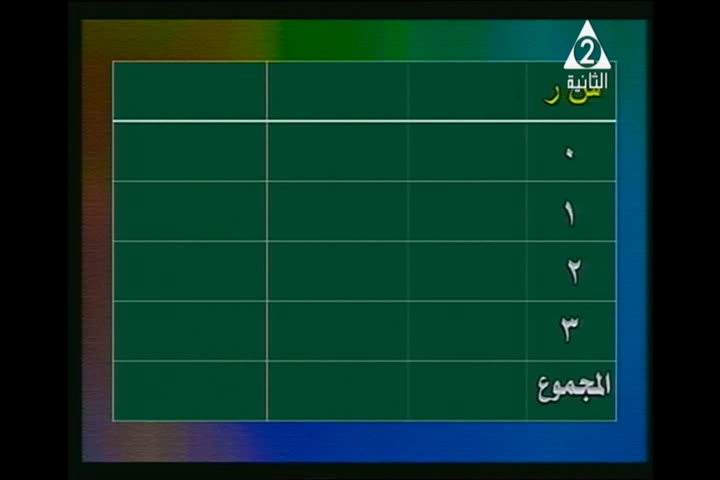 2
الثانية
س ر
٠
١
٢
٣
المجموع